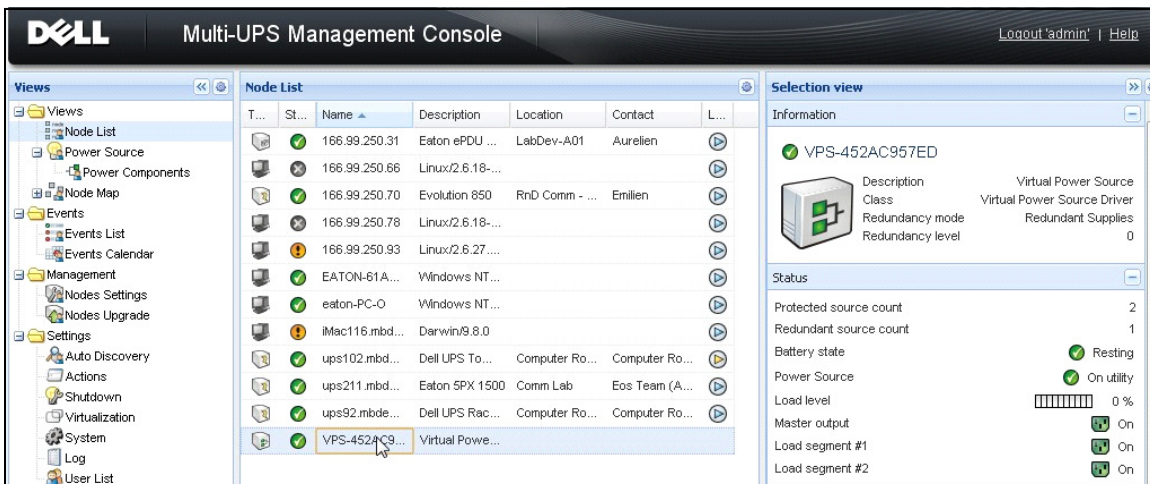 DELL Multi-UPS Management Console Logout 'admin' | Help
Views
Views
Node List
Power Source
Power Components
Node Map
Events
Events List
Events Calendar
Management
Nodes Settings
Nodes Upgrade
Settings
Auto Discovery
Actions
Shutdown
Virtualization
System
Log
User List
Node List
T... St... Name Description Location Contact L...
166.99.250.31 Eaton ePDU ... LabDev-A01 Aurelien
166.99.250.66 Linux/2.6.18-...
166.99.250.70 Evolution 850 RnD Comm - ... Emilien
166.99.250.78 Linux/2.6.18-...
166.99.250.93 Linux/2.6.27....
EATON-61A... Windows NT...
eaton-PC-O Windows NT...
iMac116.mbd... Darwin/9.8.0
ups102.mbd... Dell UPS To... Computer Ro... Computer Ro...
ups211.mbd... Eaton 5PX 1500 Comm Lab Eos Team (A...
ups92.mbde... Dell UPS Rac... Computer Ro... Computer Ro...
VPS-452AC9... Virtual Powe...
Selection view
Information
VPS-452AC957ED
Description Virtual Power Source
Class Virtual Power Source Driver
Redundancy mode Redundant Supplies
Redundancy level 0
Status
Protected source count 2
Redundant source count 1
Battery state Resting
Power Source On utility
Load level 0 %
Master output On
Load segment #1 On
Load segment #2 On